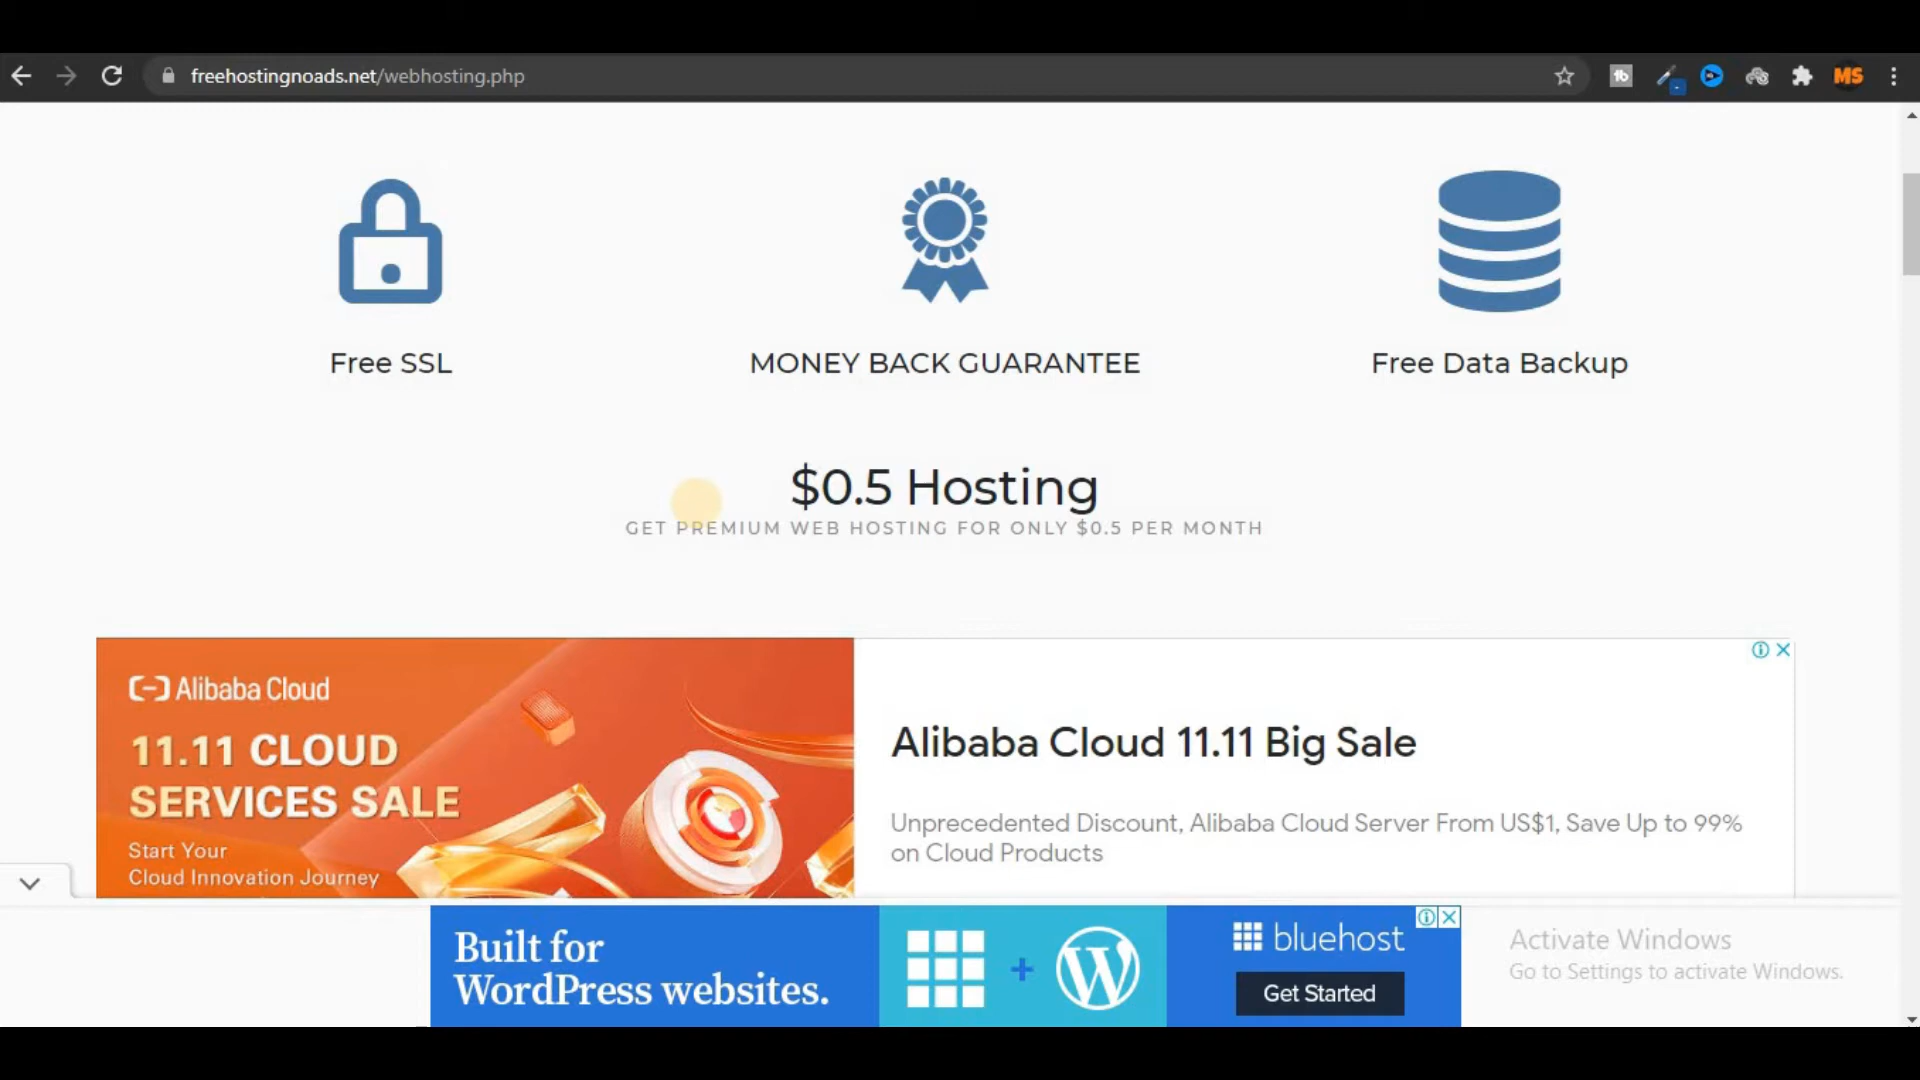 freehostingnoads.net/webhosting.php
MS
Free SSL
MONEY BACK GUARANTEE
Free Data Backup
$0.5 Hosting
GET PREMIUM WEB HOSTING FOR ONLY $0.5 PER MONTH
Alibaba Cloud
11.11 CLOUD
SERVICES SALE
Start Your
Cloud Innovation Journey
Alibaba Cloud 11.11 Big Sale
Unprecedented Discount, Alibaba Cloud Server From US$1, Save Up to 99%
on Cloud Products
Built for
WordPress websites.
+
W
bluehost
Get Started
Activate Windows
Go to Settings to activate Windows.